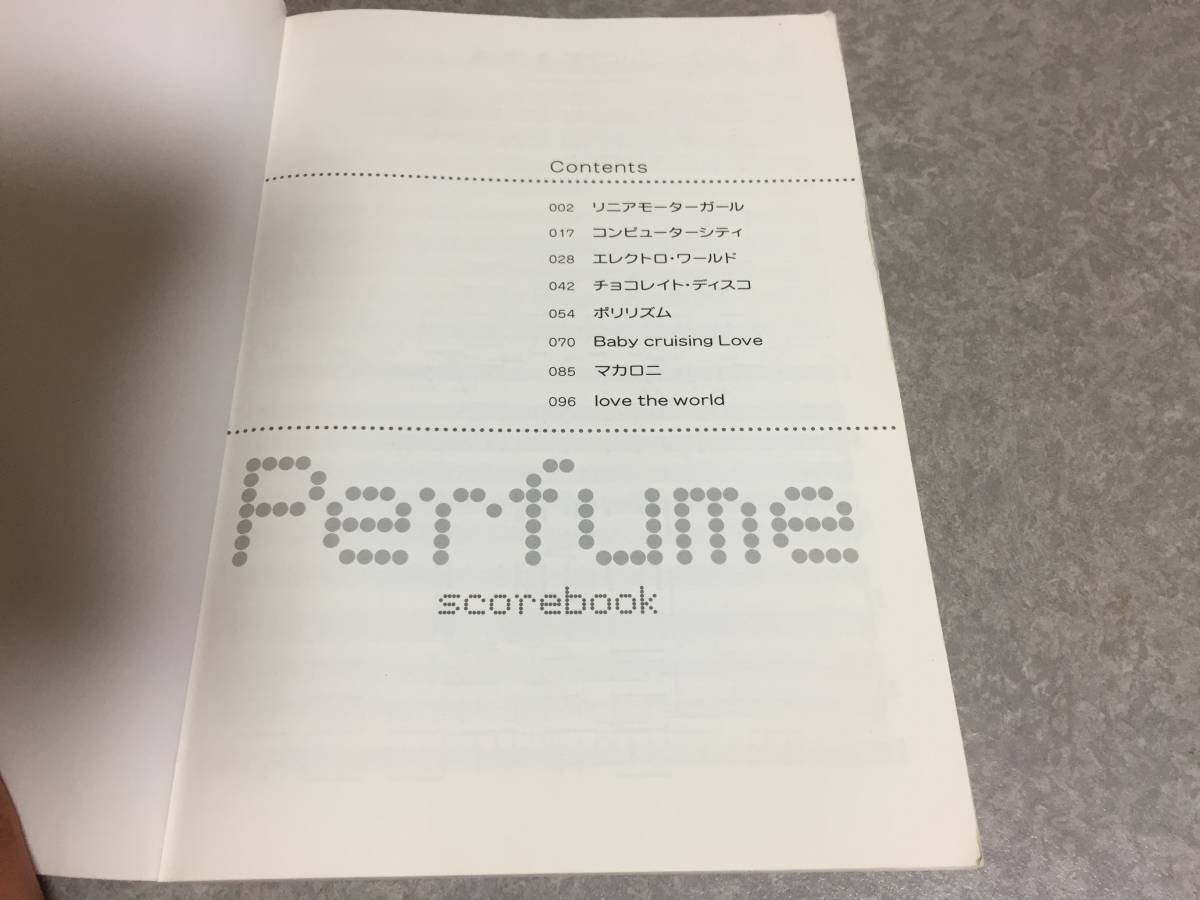 Contents
002 リニアモーターガール
017 コンピューターシティ
028 エレクトロ・ワールド
042 チョコレイト・ディスコ
054 ポリリズム
070 Baby cruising Love
085 マカロニ
096 love the world
Perfume
scorebook